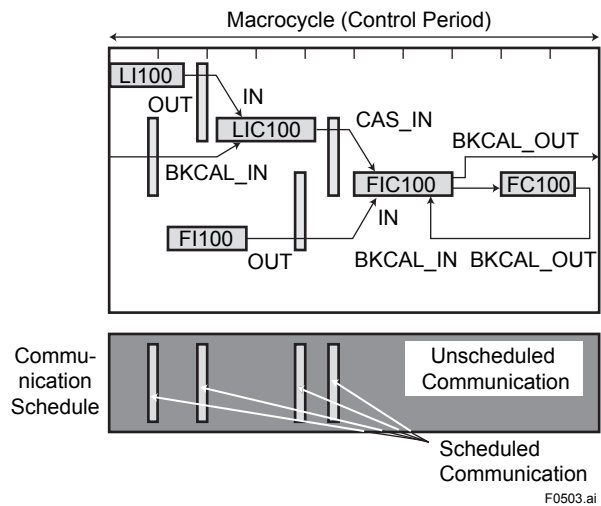 Macrocycle (Control Period)
LI100
OUT
IN
LIC100
CAS_IN
BKCAL_OUT
BKCAL_IN
FIC100
FC100
IN
FI100
OUT
BKCAL_IN
BKCAL_OUT
Commu-
nication
Schedule
Unscheduled
Communication
Scheduled
Communication
F0503.ai